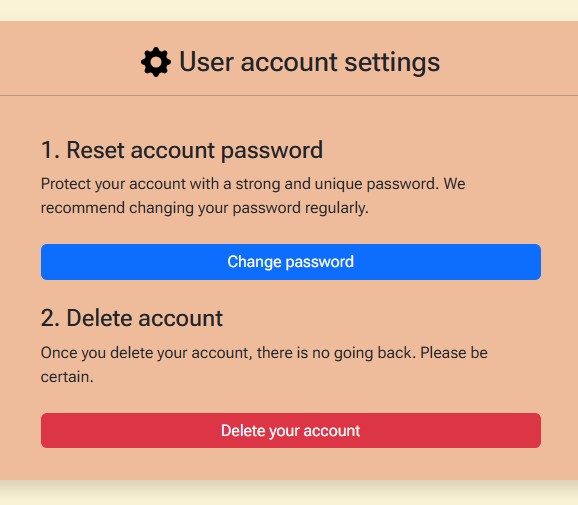 User account settings
1. Reset account password
Protect your account with a strong and unique password. We
recommend changing your password regularly.
Change password
2. Delete account
Once you delete your account, there is no going back. Please be
certain.
Delete your account